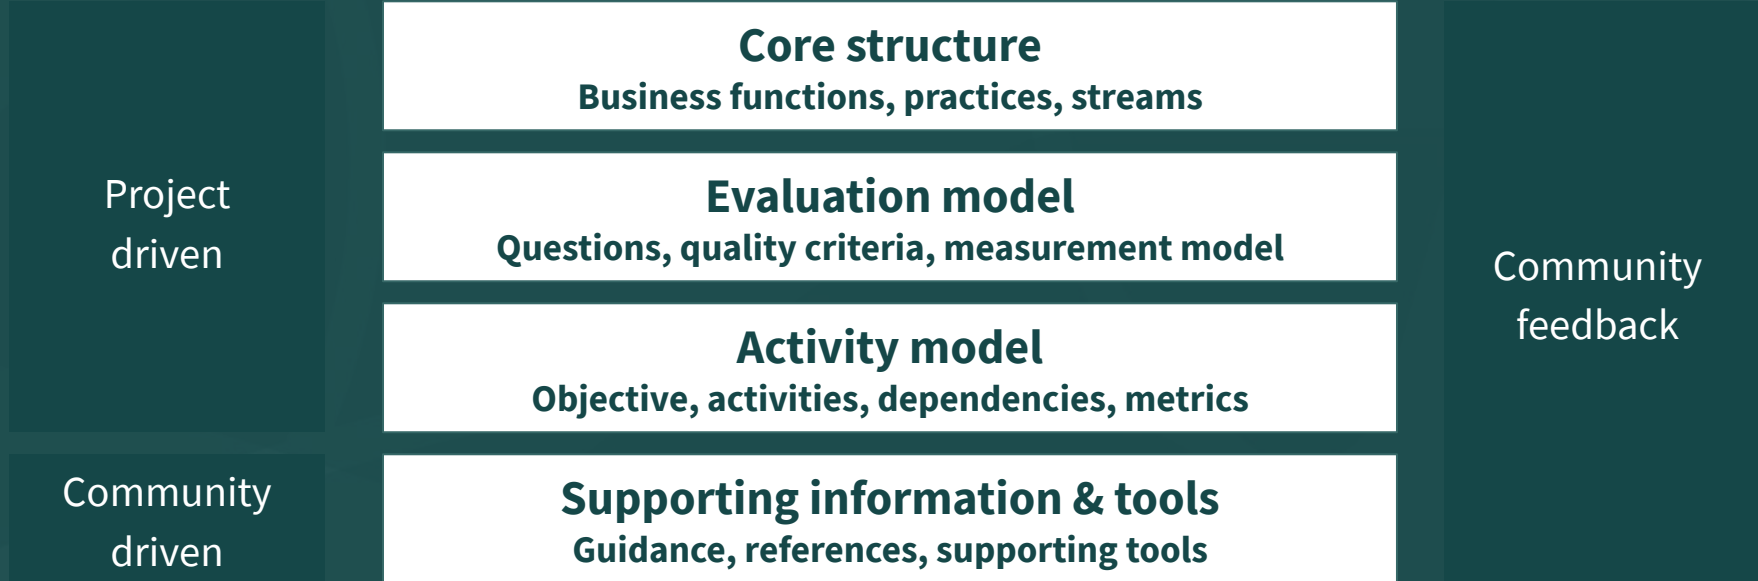 Project
driven
Community
driven
Core structure
Business functions, practices, streams
Evaluation model
Questions, quality criteria, measurement model
Activity model
Objective, activities, dependencies, metrics
Supporting information & tools
Guidance, references, supporting tools
Community
feedback